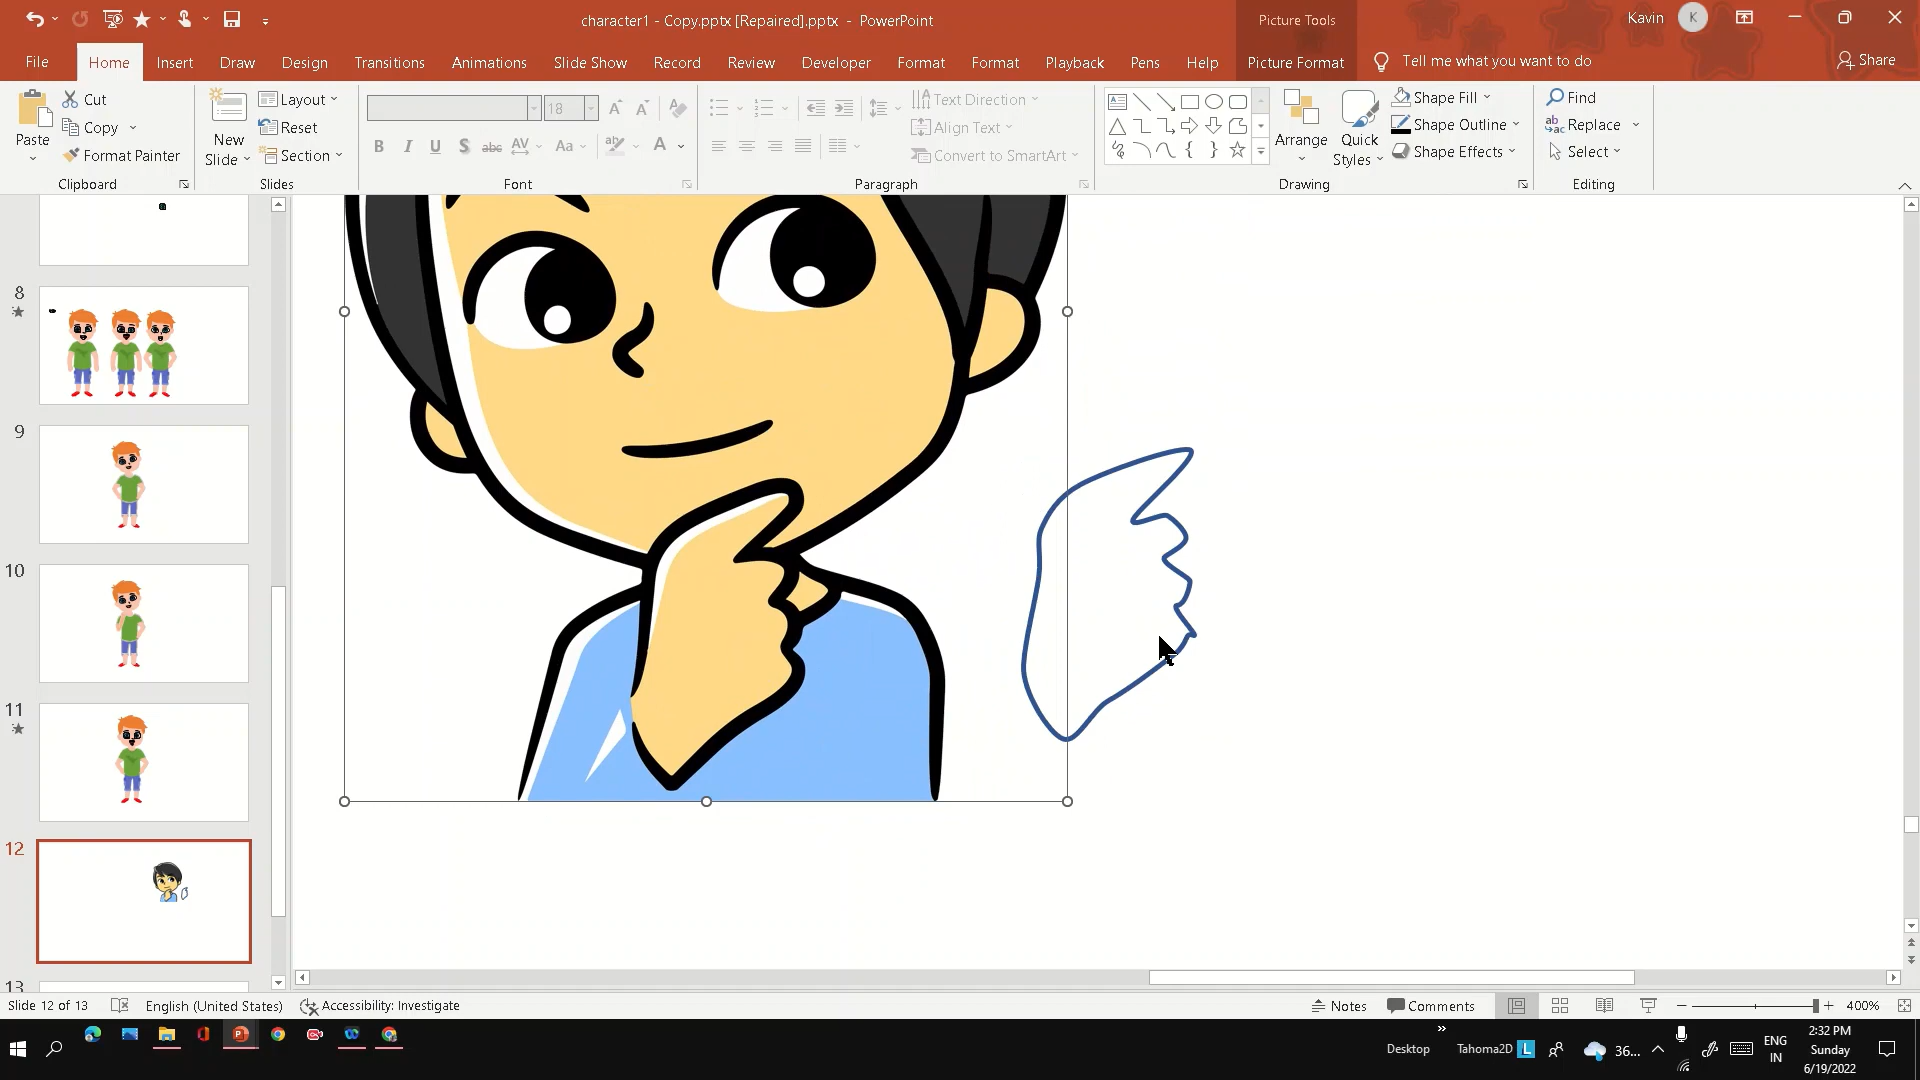 character1 - Copy.pptx [Repaired].pptx - PowerPoint
Picture Tools
Kavin
K
File
Home
Insert
Draw
Design
Transitions
Animations
Slide Show
Record
Review
Developer
Format
Format
Playback
Pens
Help
Picture Format
Tell me what you want to do
Share
Paste
Cut
Copy
Format Painter
Clipboard
New Slide
Layout
Reset
Section
Slides
18
B I U S abc AV Aa A
Font
Text Direction
Align Text
Convert to SmartArt
Paragraph
Arrange
Quick Styles
Shape Fill
Shape Outline
Shape Effects
Drawing
Find
Replace
Select
Editing
8
9
10
11
12
13
Slide 12 of 13
English (United States)
Accessibility: Investigate
Notes
Comments
400%
Desktop
Tahoma2D
L
36...
ENG
IN
2:32 PM
Sunday
6/19/2022